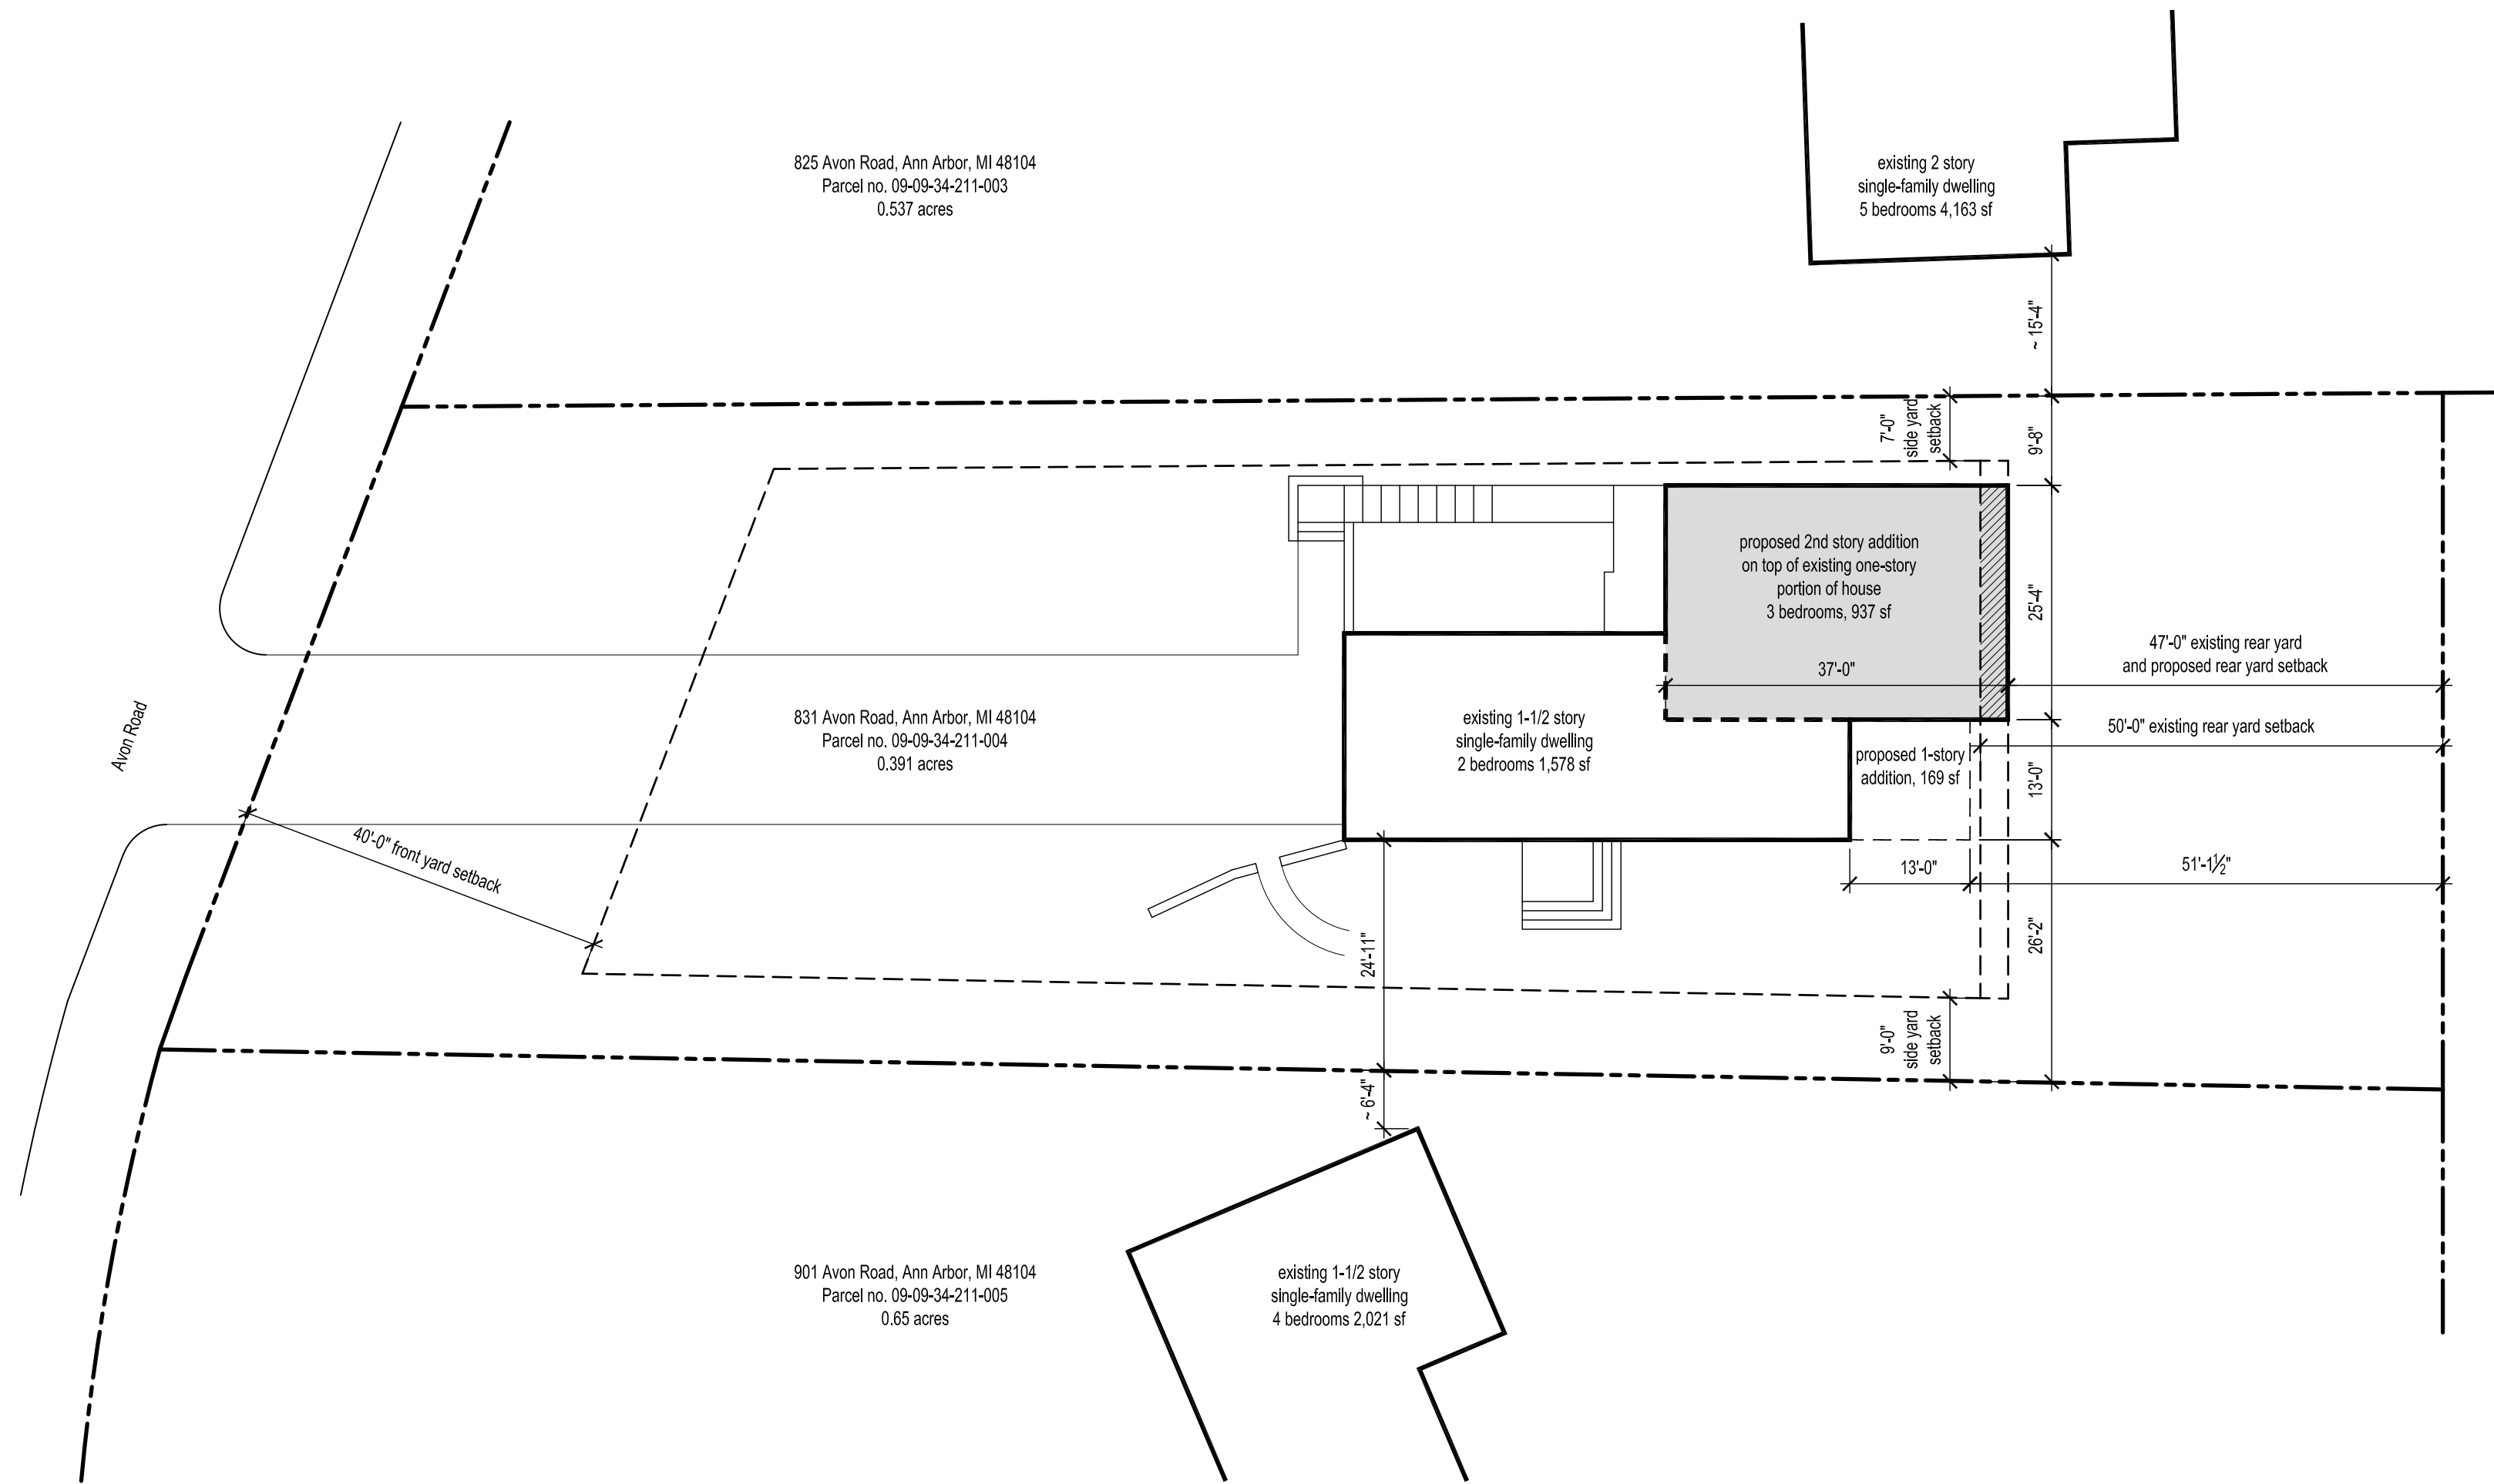 825 Avon Road, Ann Arbor, MI 48104
Parcel no. 09-09-34-211-003
0.537 acres
existing 2 story
single-family dwelling
5 bedrooms 4,163 sf
~ 15'-4"
7'-0"
side yard
setback
9'-8"
proposed 2nd story addition
on top of existing one-story
portion of house
3 bedrooms, 937 sf
25'-4"
37'-0"
47'-0" existing rear yard
and proposed rear yard setback
Avon Road
831 Avon Road, Ann Arbor, MI 48104
Parcel no. 09-09-34-211-004
0.391 acres
existing 1-1/2 story
single-family dwelling
2 bedrooms 1,578 sf
50'-0" existing rear yard setback
proposed 1-story
addition, 169 sf
13'-0"
40'-0" front yard setback
13'-0"
51'-1½"
24'-11"
26'-2"
9'-0"
side yard
setback
~ 6'-4"
901 Avon Road, Ann Arbor, MI 48104
Parcel no. 09-09-34-211-005
0.65 acres
existing 1-1/2 story
single-family dwelling
4 bedrooms 2,021 sf